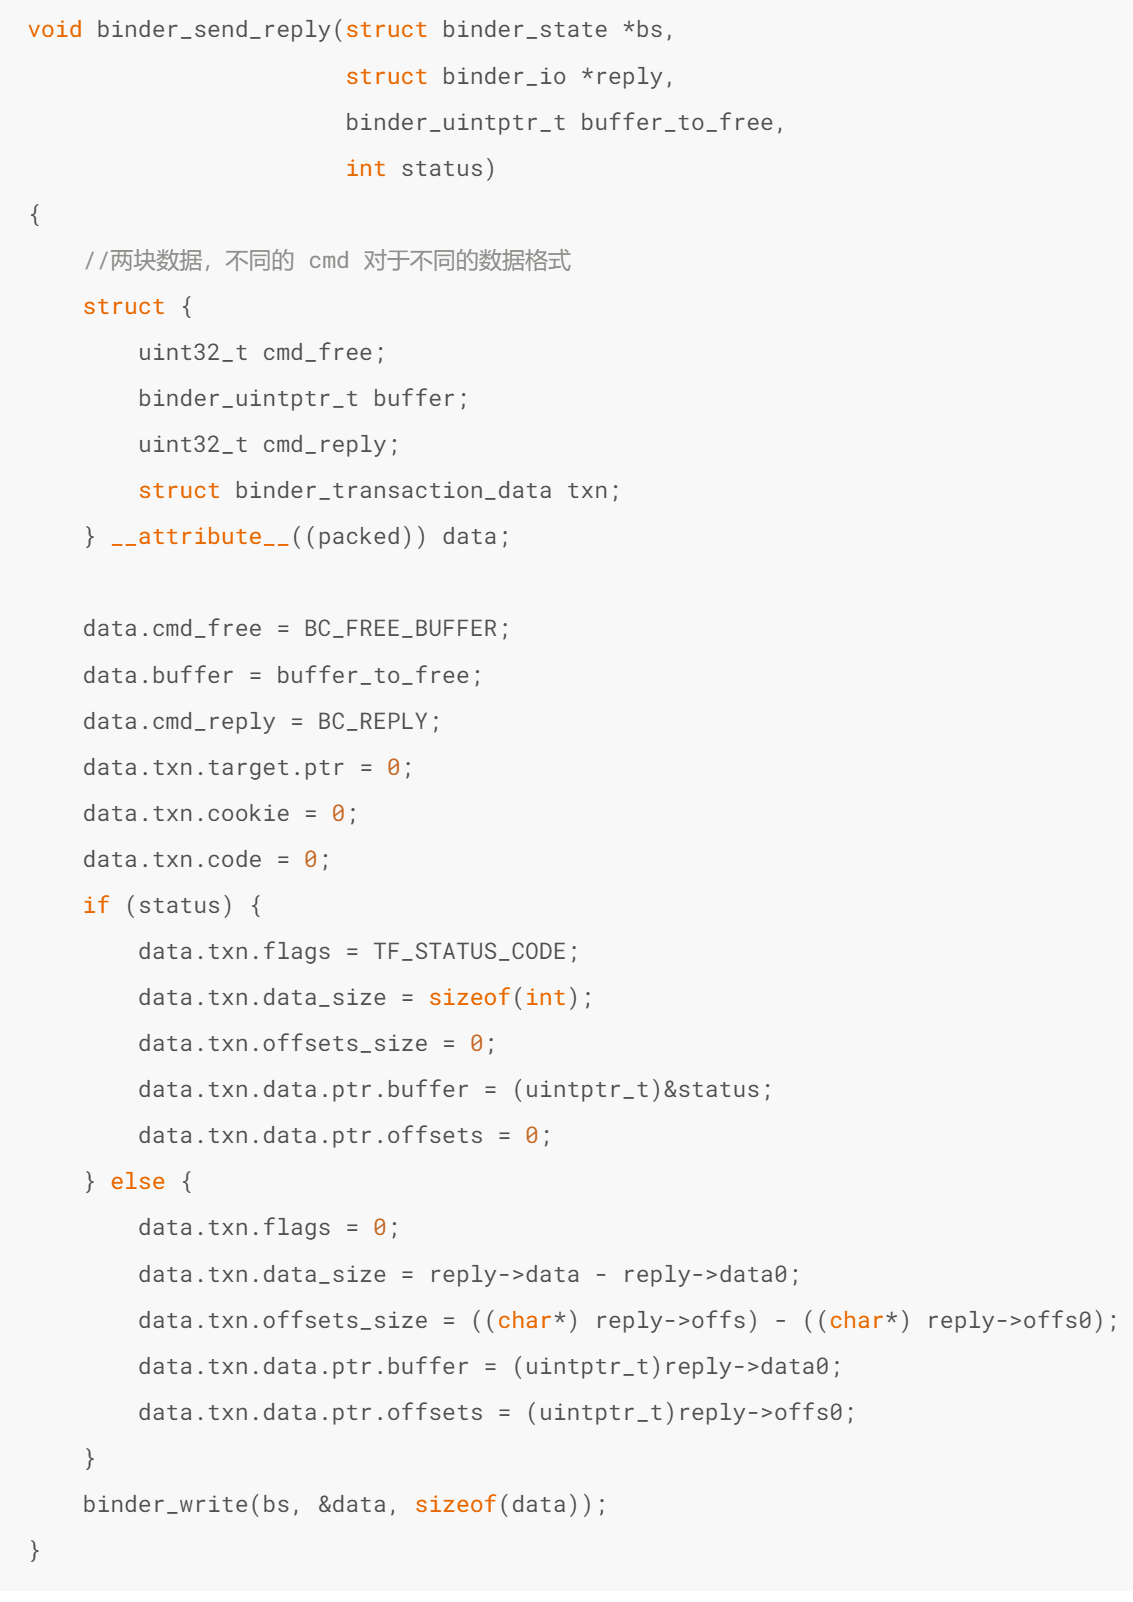 void binder_send_reply(struct binder_state *bs,
                       struct binder_io *reply,
                       binder_uintptr_t buffer_to_free,
                       int status)
{
    //两块数据，不同的 cmd 对于不同的数据格式
    struct {
        uint32_t cmd_free;
        binder_uintptr_t buffer;
        uint32_t cmd_reply;
        struct binder_transaction_data txn;
    } __attribute__((packed)) data;

    data.cmd_free = BC_FREE_BUFFER;
    data.buffer = buffer_to_free;
    data.cmd_reply = BC_REPLY;
    data.txn.target.ptr = 0;
    data.txn.cookie = 0;
    data.txn.code = 0;
    if (status) {
        data.txn.flags = TF_STATUS_CODE;
        data.txn.data_size = sizeof(int);
        data.txn.offsets_size = 0;
        data.txn.data.ptr.buffer = (uintptr_t)&status;
        data.txn.data.ptr.offsets = 0;
    } else {
        data.txn.flags = 0;
        data.txn.data_size = reply->data - reply->data0;
        data.txn.offsets_size = ((char*) reply->offs) - ((char*) reply->offs0);
        data.txn.data.ptr.buffer = (uintptr_t)reply->data0;
        data.txn.data.ptr.offsets = (uintptr_t)reply->offs0;
    }
    binder_write(bs, &data, sizeof(data));
}